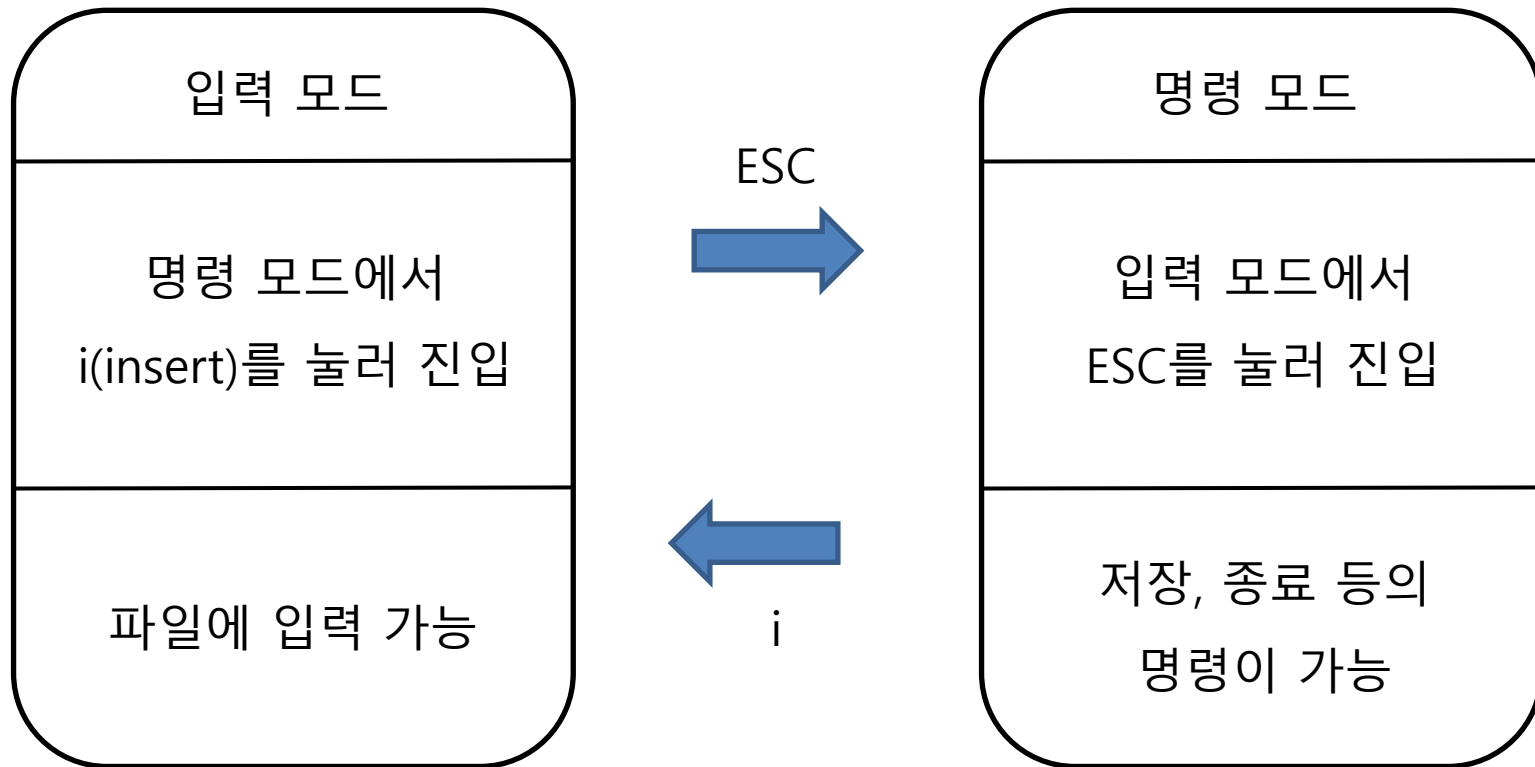 입력 모드
명령 모드에서
i(insert)를 눌러 진입
파일에 입력 가능
ESC
i
명령 모드
입력 모드에서
ESC를 눌러 진입
저장, 종료 등의
명령이 가능